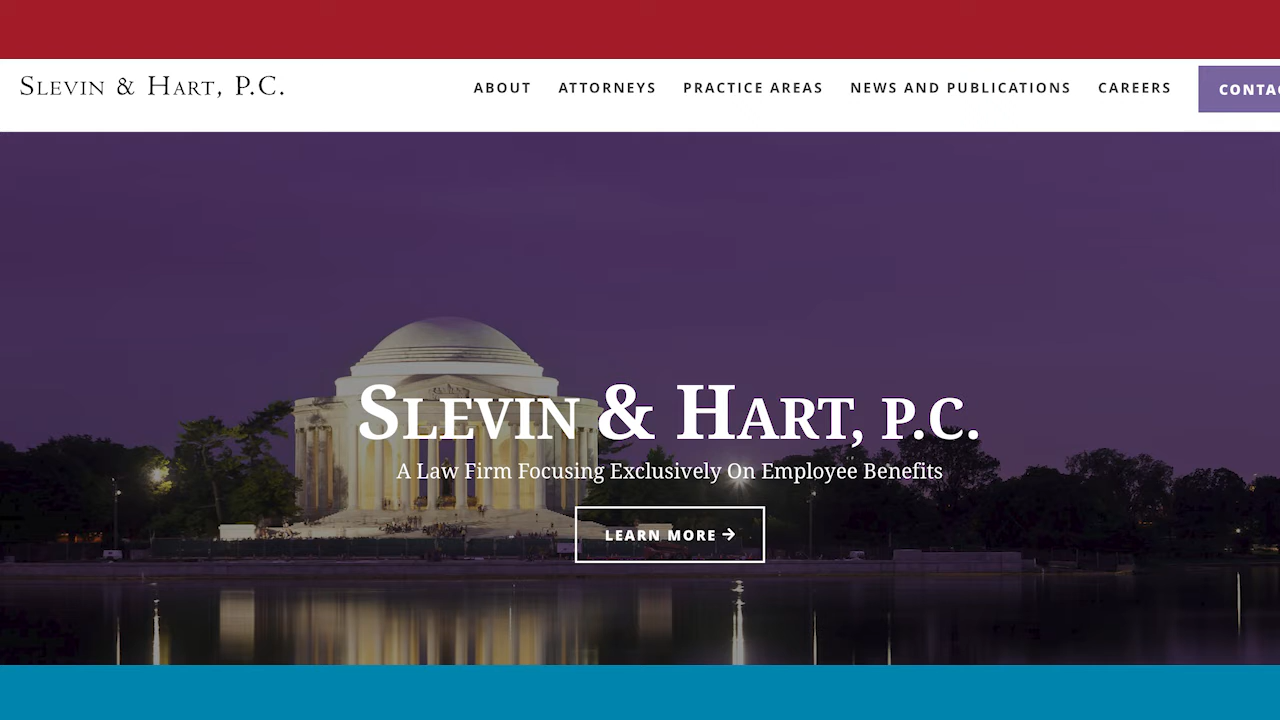 Slevin & Hart, P.C.
ABOUT ATTORNEYS PRACTICE AREAS NEWS AND PUBLICATIONS CAREERS
Slevin & Hart, P.C.
A Law Firm Focusing Exclusively On Employee Benefits
LEARN MORE →